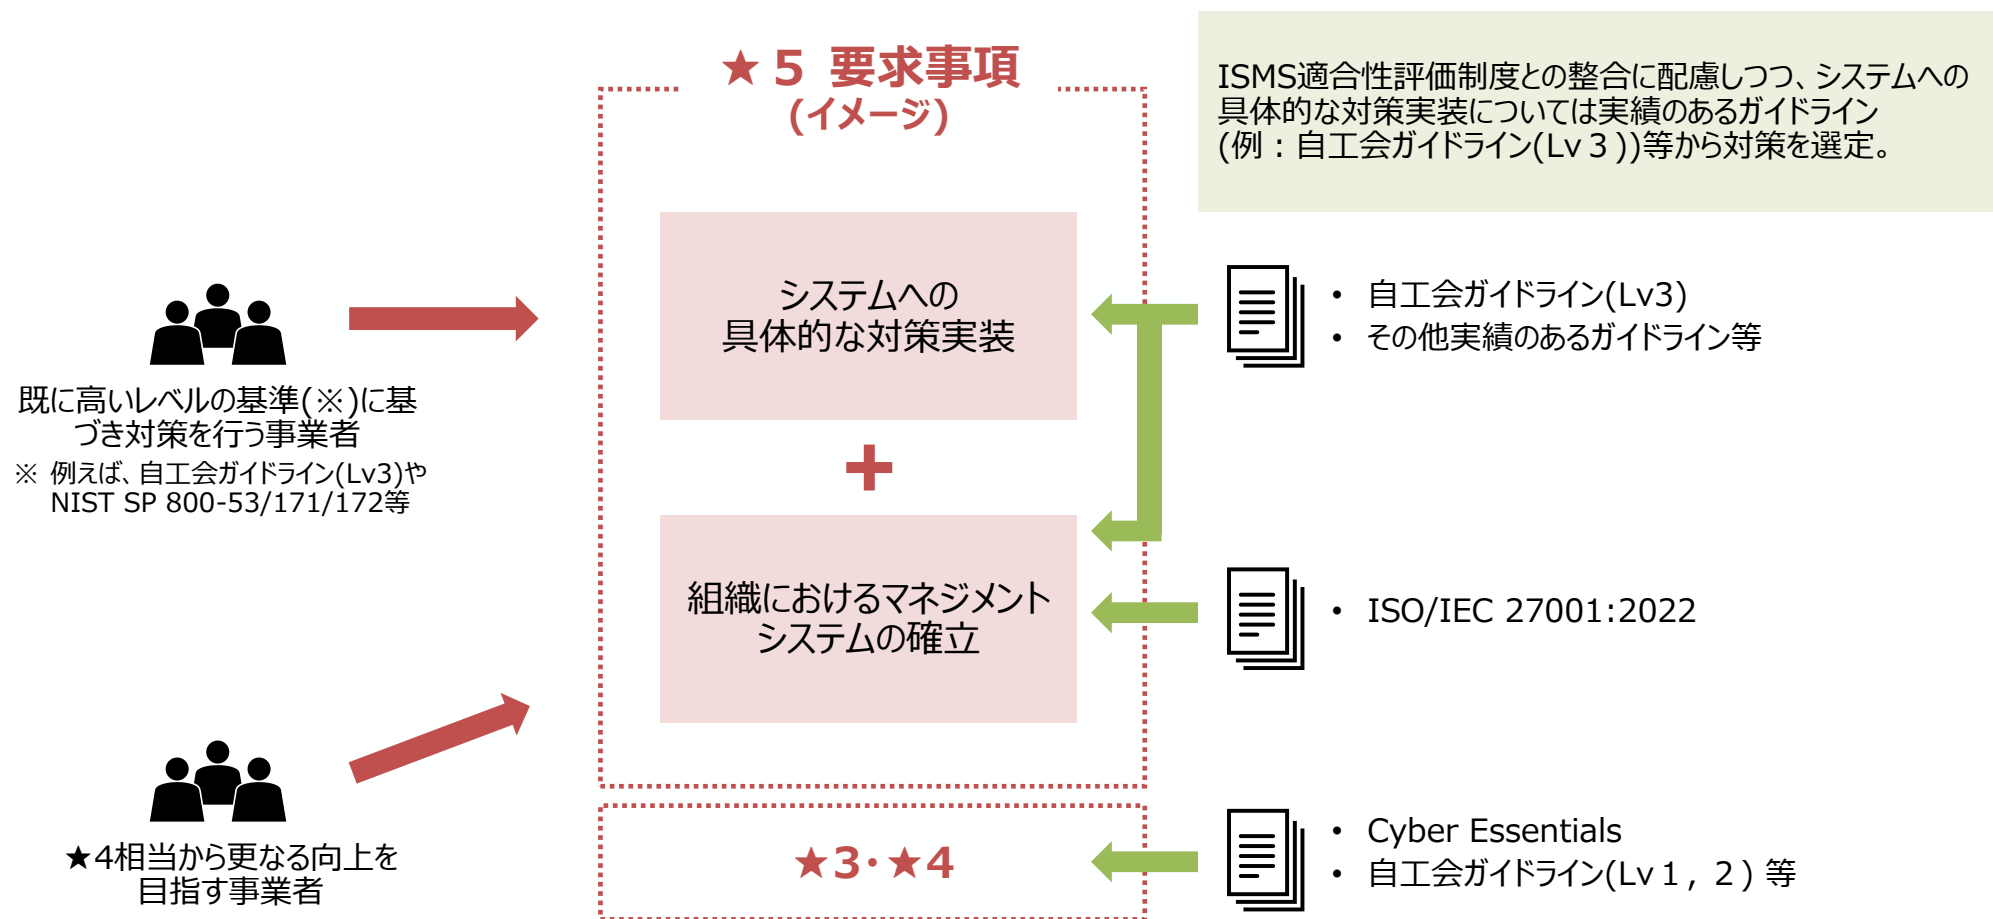 ★5 要求事項
(イメージ)
ISMS適合性評価制度との整合に配慮しつつ、システムへの
具体的な対策実装については実績のあるガイドライン
(例：自工会ガイドライン(Lv３))等から対策を選定。
システムへの
具体的な対策実装
• 自工会ガイドライン(Lv3)
• その他実績のあるガイドライン等
既に高いレベルの基準(※)に基
づき対策を行う事業者
※ 例えば、自工会ガイドライン(Lv3)や
NIST SP 800-53/171/172等
+
組織におけるマネジメント
システムの確立
• ISO/IEC 27001:2022
★4相当から更なる向上を
目指す事業者
★3･★4
• Cyber Essentials
• 自工会ガイドライン(Lv１，２) 等